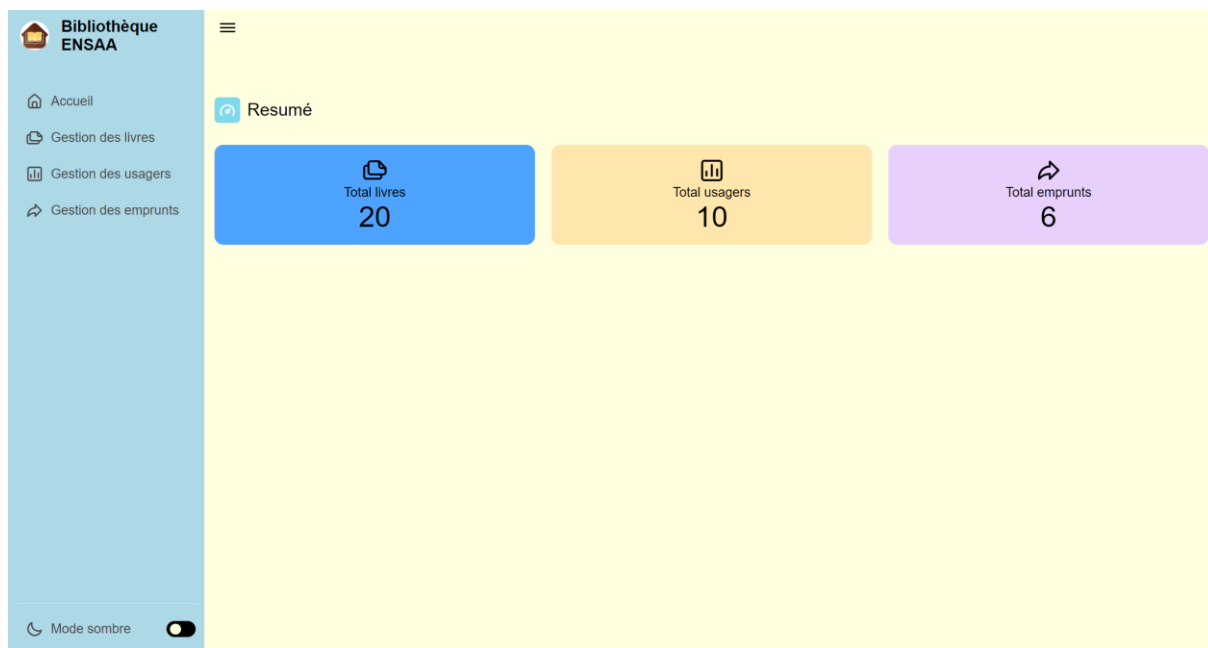 Bibliothèque
ENSAA
Accueil
Gestion des livres
Gestion des usagers
Gestion des emprunts
Mode sombre
Resumé
Total livres
20
Total usagers
10
Total emprunts
6